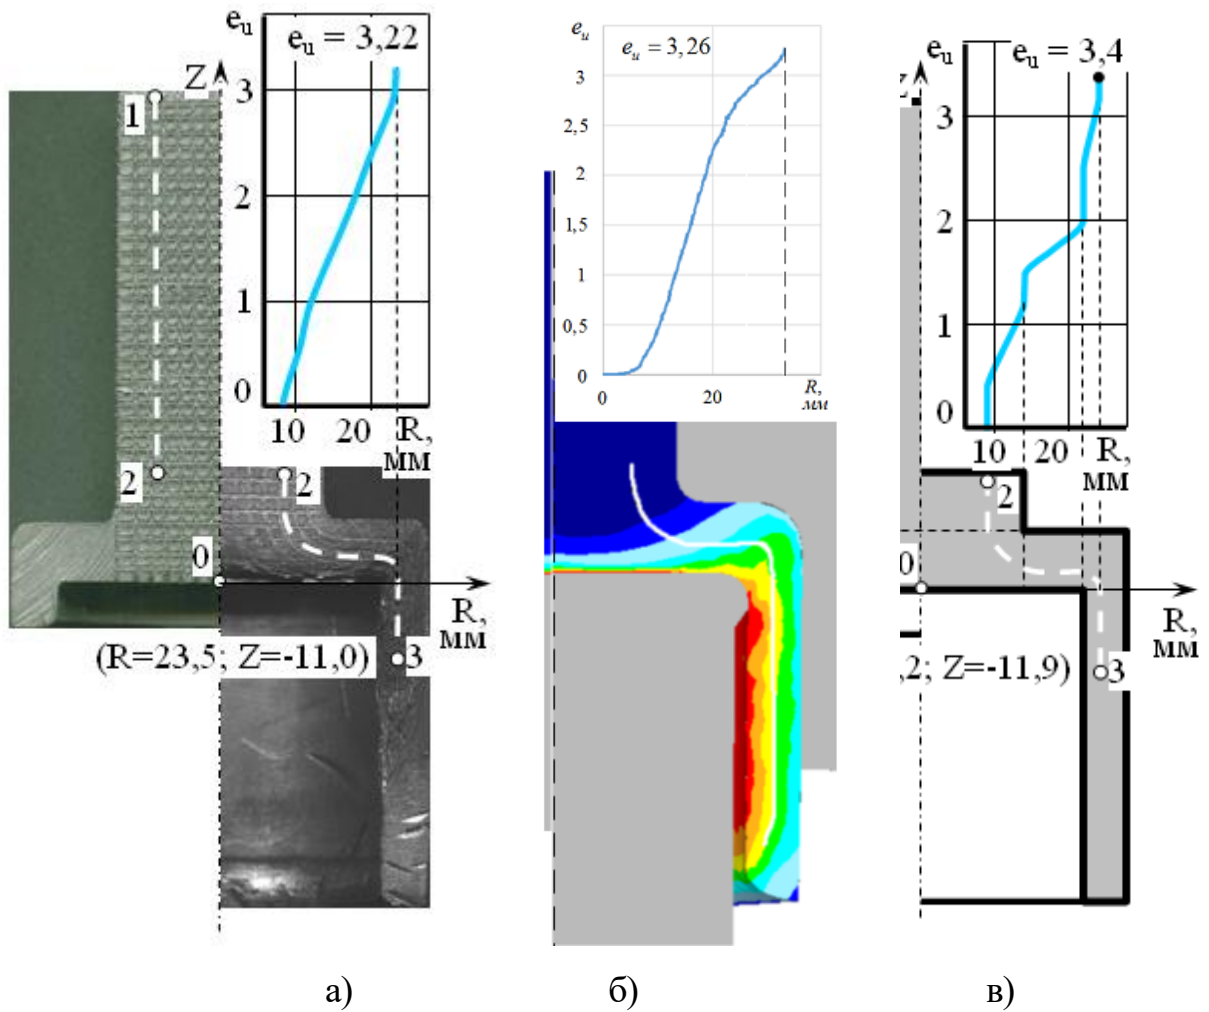 eᵤ
eᵤ = 3,22
Z
3
2
1
0
10 20 R,
мм
1
2
2
0
R,
мм
(R=23,5; Z=-11,0)
3
eᵤ
eᵤ = 3,26
3
2,5
2
1,5
1
0,5
0
0
20
R,
мм
eᵤ
eᵤ = 3,4
3
2
1
0
10 20 R,
мм
2
0
R,
мм
,2; Z=-11,9)
3
а)
б)
в)